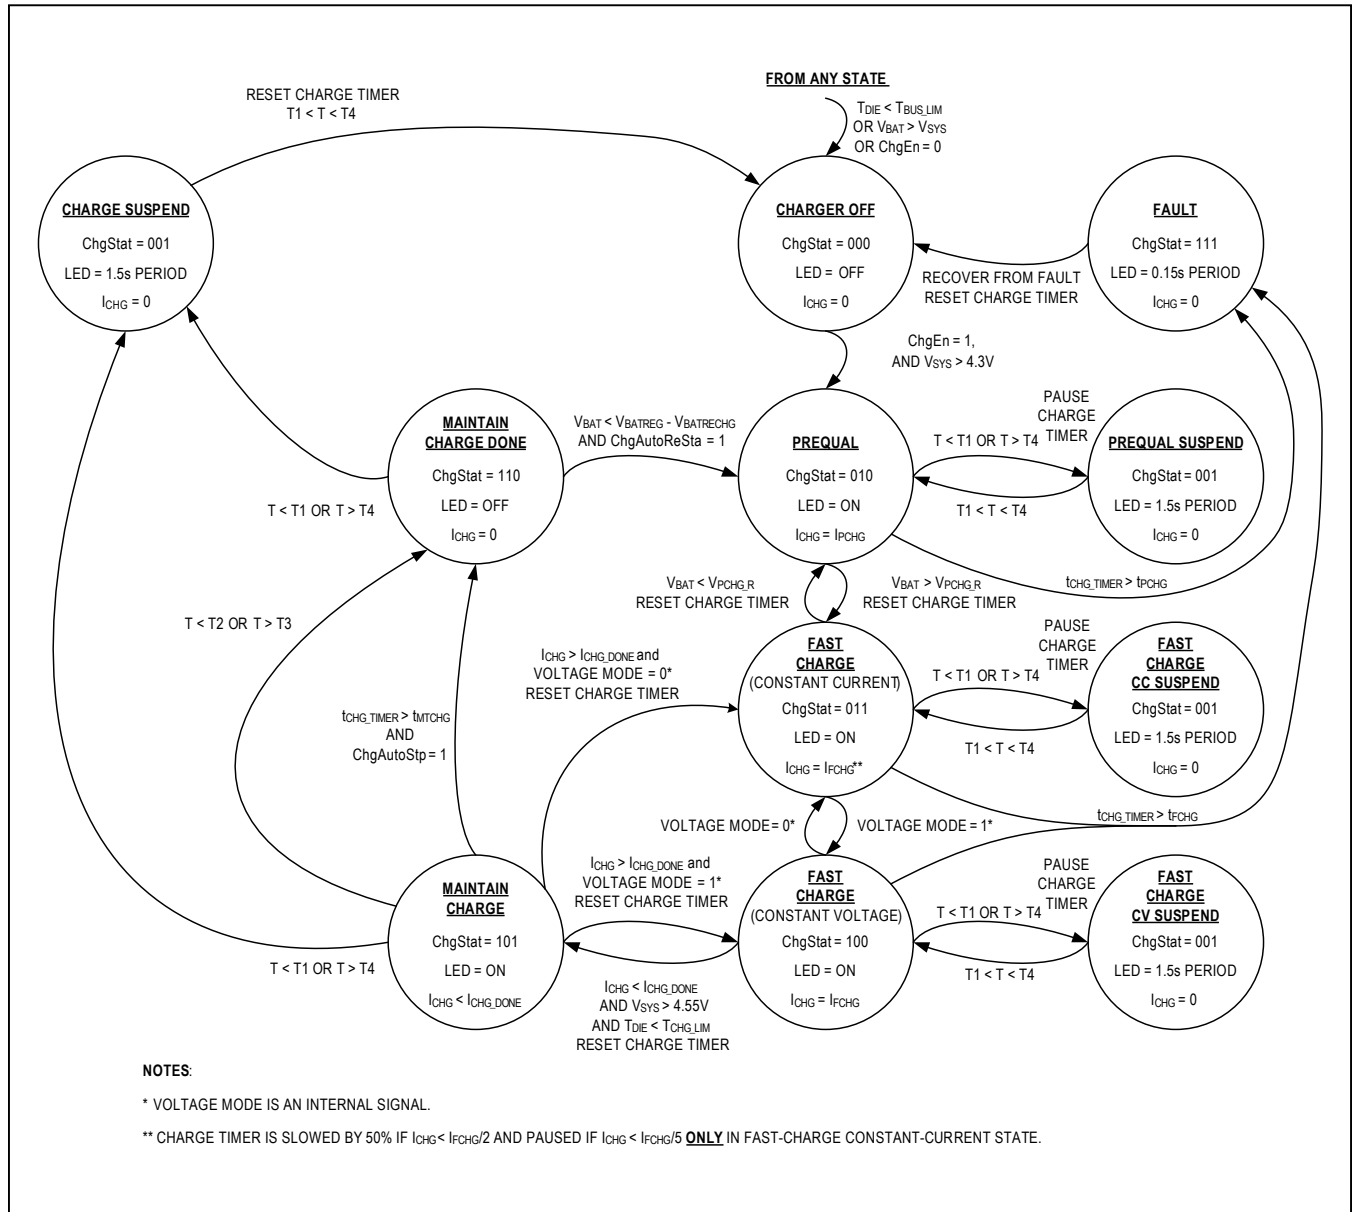 FROM ANY STATE
TDIE < TBUS_LIM
OR VBAT > VSYS
OR ChgEn = 0
RESET CHARGE TIMER
T1 < T < T4
CHARGE SUSPEND
ChgStat = 001
LED = 1.5s PERIOD
ICHG = 0
CHARGER OFF
ChgStat = 000
LED = OFF
ICHG = 0
FAULT
ChgStat = 111
LED = 0.15s PERIOD
ICHG = 0
RECOVER FROM FAULT
RESET CHARGE TIMER
ChgEn = 1,
AND VSYS > 4.3V
MAINTAIN
CHARGE DONE
ChgStat = 110
LED = OFF
ICHG = 0
VBAT < VBATREG - VBATRECHG
AND ChgAutoReSta = 1
PREQUAL
ChgStat = 010
LED = ON
ICHG = IPCHG
PAUSE
CHARGE
TIMER
T < T1 OR T > T4
T1 < T < T4
PREQUAL SUSPEND
ChgStat = 001
LED = 1.5s PERIOD
ICHG = 0
T < T1 OR T > T4
tCHG_TIMER > tPCHG
VBAT < VPCHG_R
RESET CHARGE TIMER
VBAT > VPCHG_R
RESET CHARGE TIMER
T < T2 OR T > T3
ICHG > ICHG_DONE and
VOLTAGE MODE = 0*
RESET CHARGE TIMER
FAST
CHARGE
(CONSTANT CURRENT)
ChgStat = 011
LED = ON
ICHG = IFCHG**
PAUSE
CHARGE
TIMER
T < T1 OR T > T4
T1 < T < T4
FAST
CHARGE
CC SUSPEND
ChgStat = 001
LED = 1.5s PERIOD
ICHG = 0
tCHG_TIMER > tMTCHG
AND
ChgAutoStp = 1
tCHG_TIMER > tFCHG
VOLTAGE MODE = 0*
VOLTAGE MODE = 1*
MAINTAIN
CHARGE
ChgStat = 101
LED = ON
ICHG < ICHG_DONE
T < T1 OR T > T4
ICHG > ICHG_DONE and
VOLTAGE MODE = 1*
RESET CHARGE TIMER
ICHG < ICHG_DONE
AND VSYS > 4.55V
AND TDIE < TCHG_LIM
RESET CHARGE TIMER
FAST
CHARGE
(CONSTANT VOLTAGE)
ChgStat = 100
LED = ON
ICHG = IFCHG
PAUSE
CHARGE
TIMER
T < T1 OR T > T4
T1 < T < T4
FAST
CHARGE
CV SUSPEND
ChgStat = 001
LED = 1.5s PERIOD
ICHG = 0
NOTES:
* VOLTAGE MODE IS AN INTERNAL SIGNAL.
** CHARGE TIMER IS SLOWED BY 50% IF ICHG < IFCHG/2 AND PAUSED IF ICHG < IFCHG/5 ONLY IN FAST-CHARGE CONSTANT-CURRENT STATE.